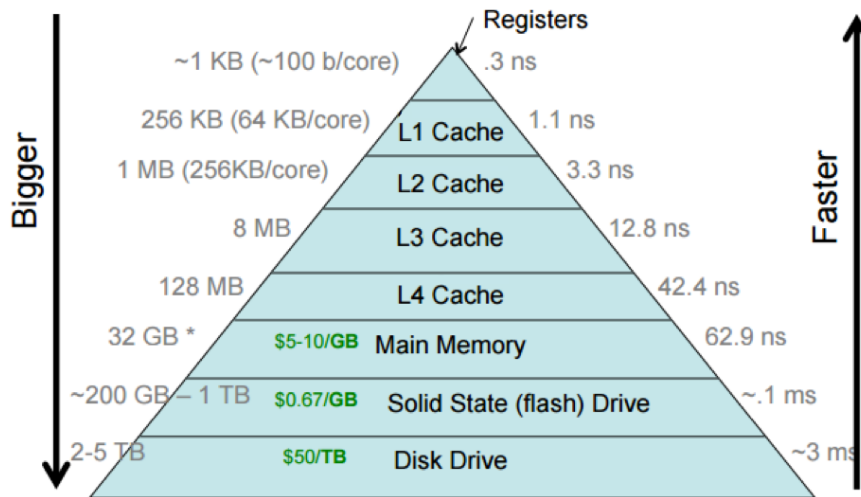 Registers
~1 KB (~100 b/core) .3 ns
256 KB (64 KB/core) L1 Cache 1.1 ns
1 MB (256KB/core) L2 Cache 3.3 ns
8 MB L3 Cache 12.8 ns
128 MB L4 Cache 42.4 ns
32 GB * $5-10/GB Main Memory 62.9 ns
~200 GB – 1 TB $0.67/GB Solid State (flash) Drive ~.1 ms
2-5 TB $50/TB Disk Drive ~3 ms
Bigger
Faster